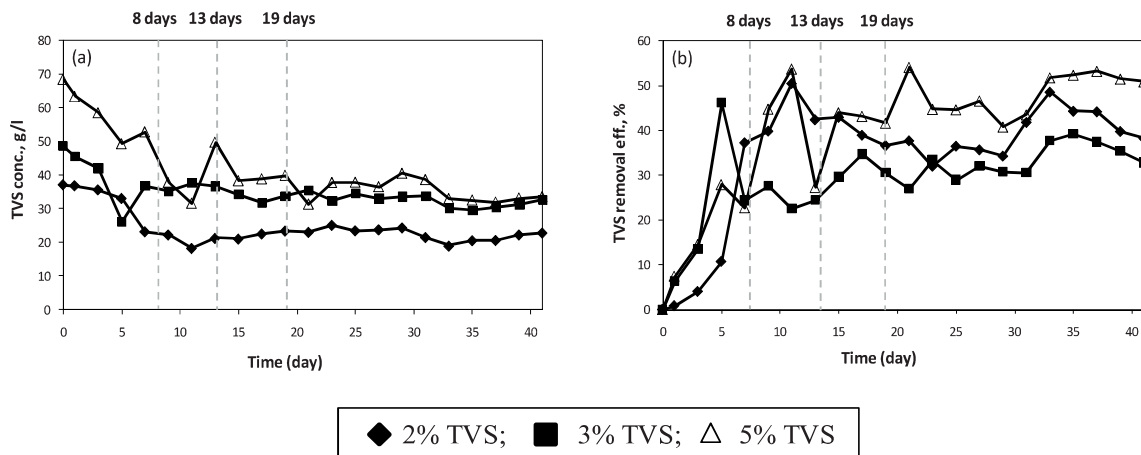 8 days 13 days 19 days
(a)
TVS conc., g/l
80
70
60
50
40
30
20
10
0
0 5 10 15 20 25 30 35 40
Time (day)
8 days 13 days 19 days
(b)
TVS removal eff., %
60
50
40
30
20
10
0
0 5 10 15 20 25 30 35 40
Time (day)
2% TVS; 3% TVS; 5% TVS